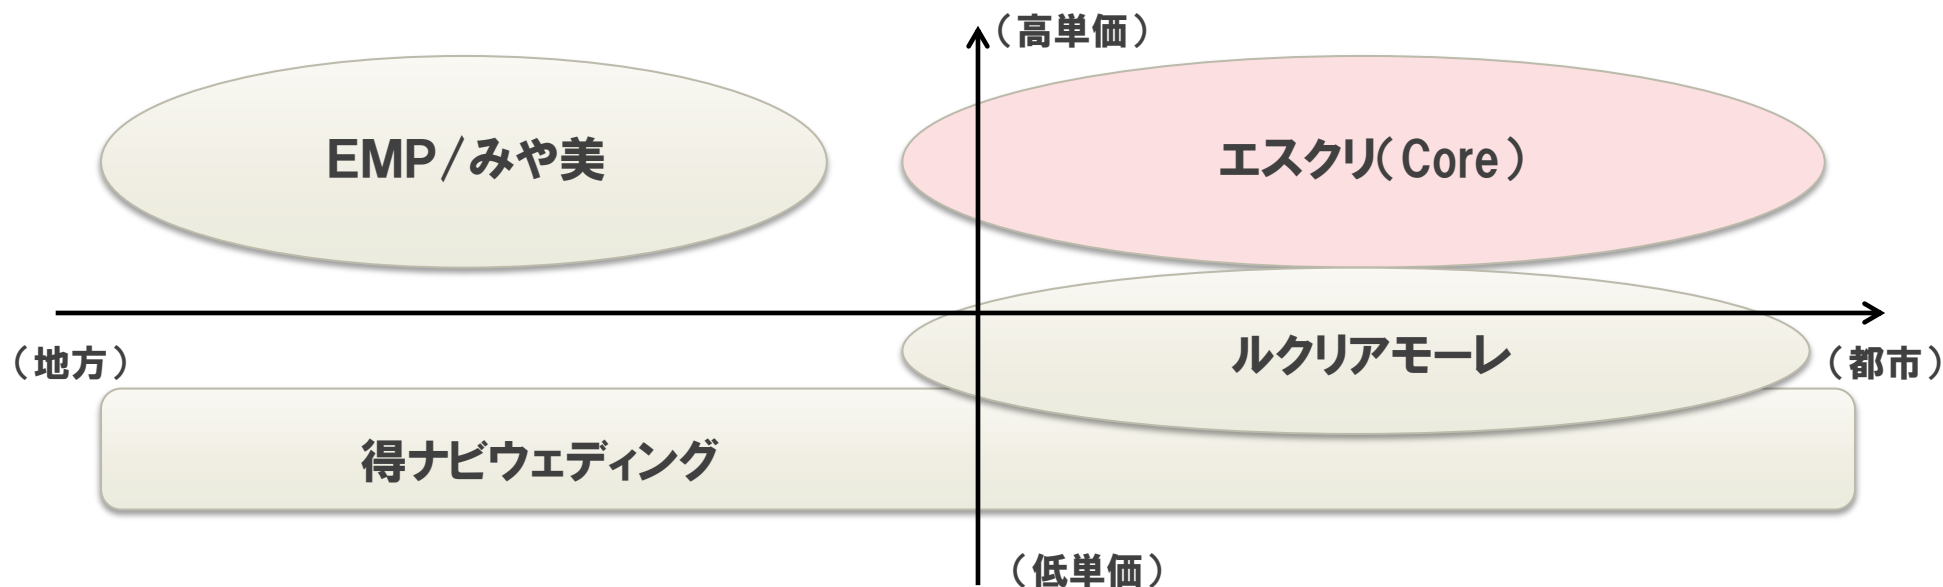 （高単価）
EMP/みや美
エスクリ(Core)
ルクリアモーレ
（地方）
（都市）
得ナビウェディング
（低単価）